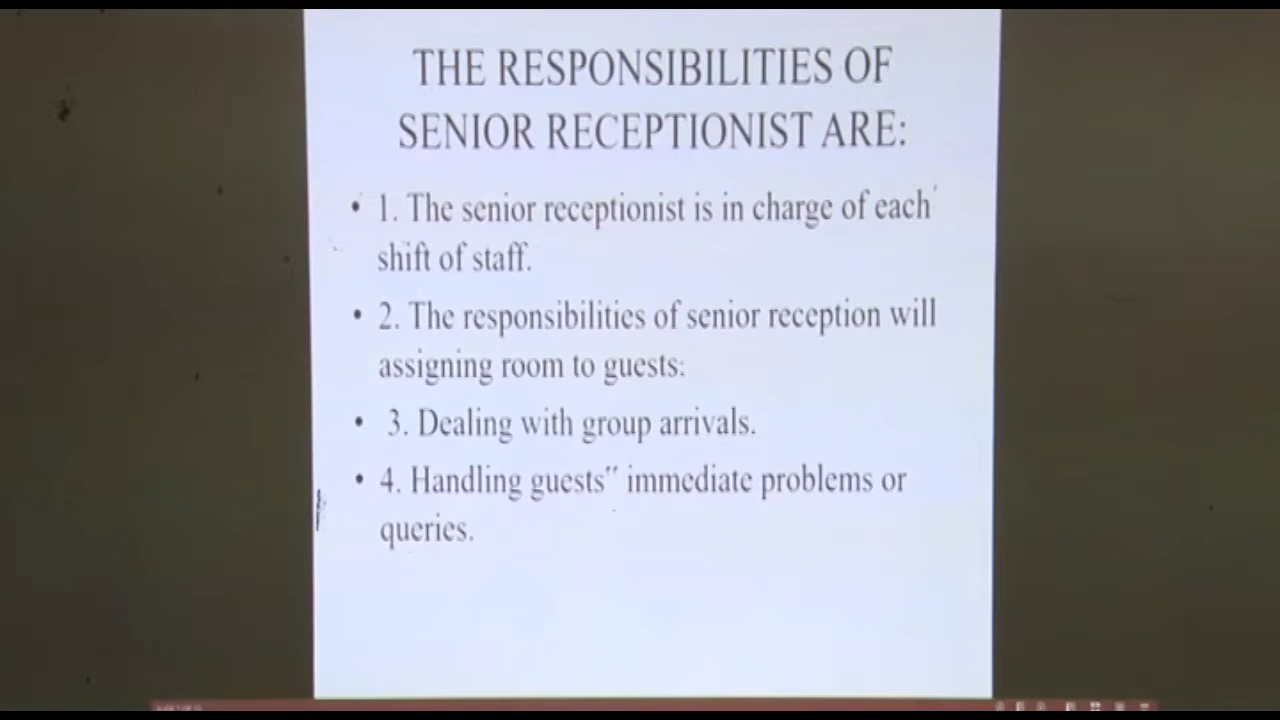 THE RESPONSIBILITIES OF
SENIOR RECEPTIONIST ARE:
• 1. The senior receptionist is in charge of each
shift of staff.
• 2. The responsibilities of senior reception will
assigning room to guests:
• 3. Dealing with group arrivals.
• 4. Handling guests" immediate problems or
queries.